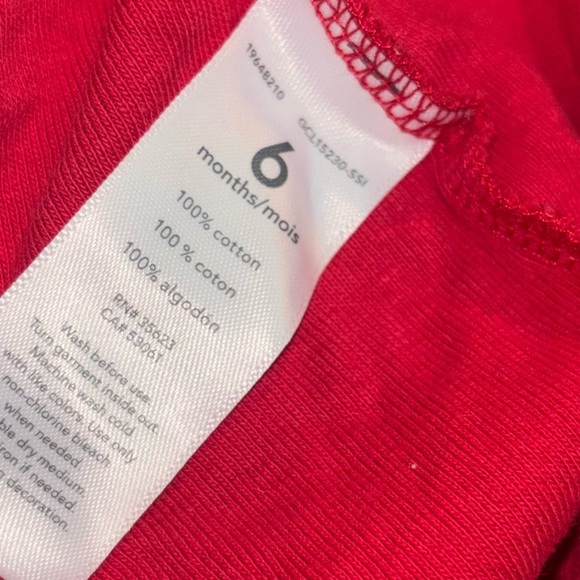 19648210
GCL15230-SSI
6
months/mois
100% cotton
100 % coton
100% algodón
RN# 35623
CA# 53061
Wash before use.
Turn garment inside out.
Machine wash cold
with like colors. Use only
non-chlorine bleach
when needed.
dry medium.
iron if needed
decoration.